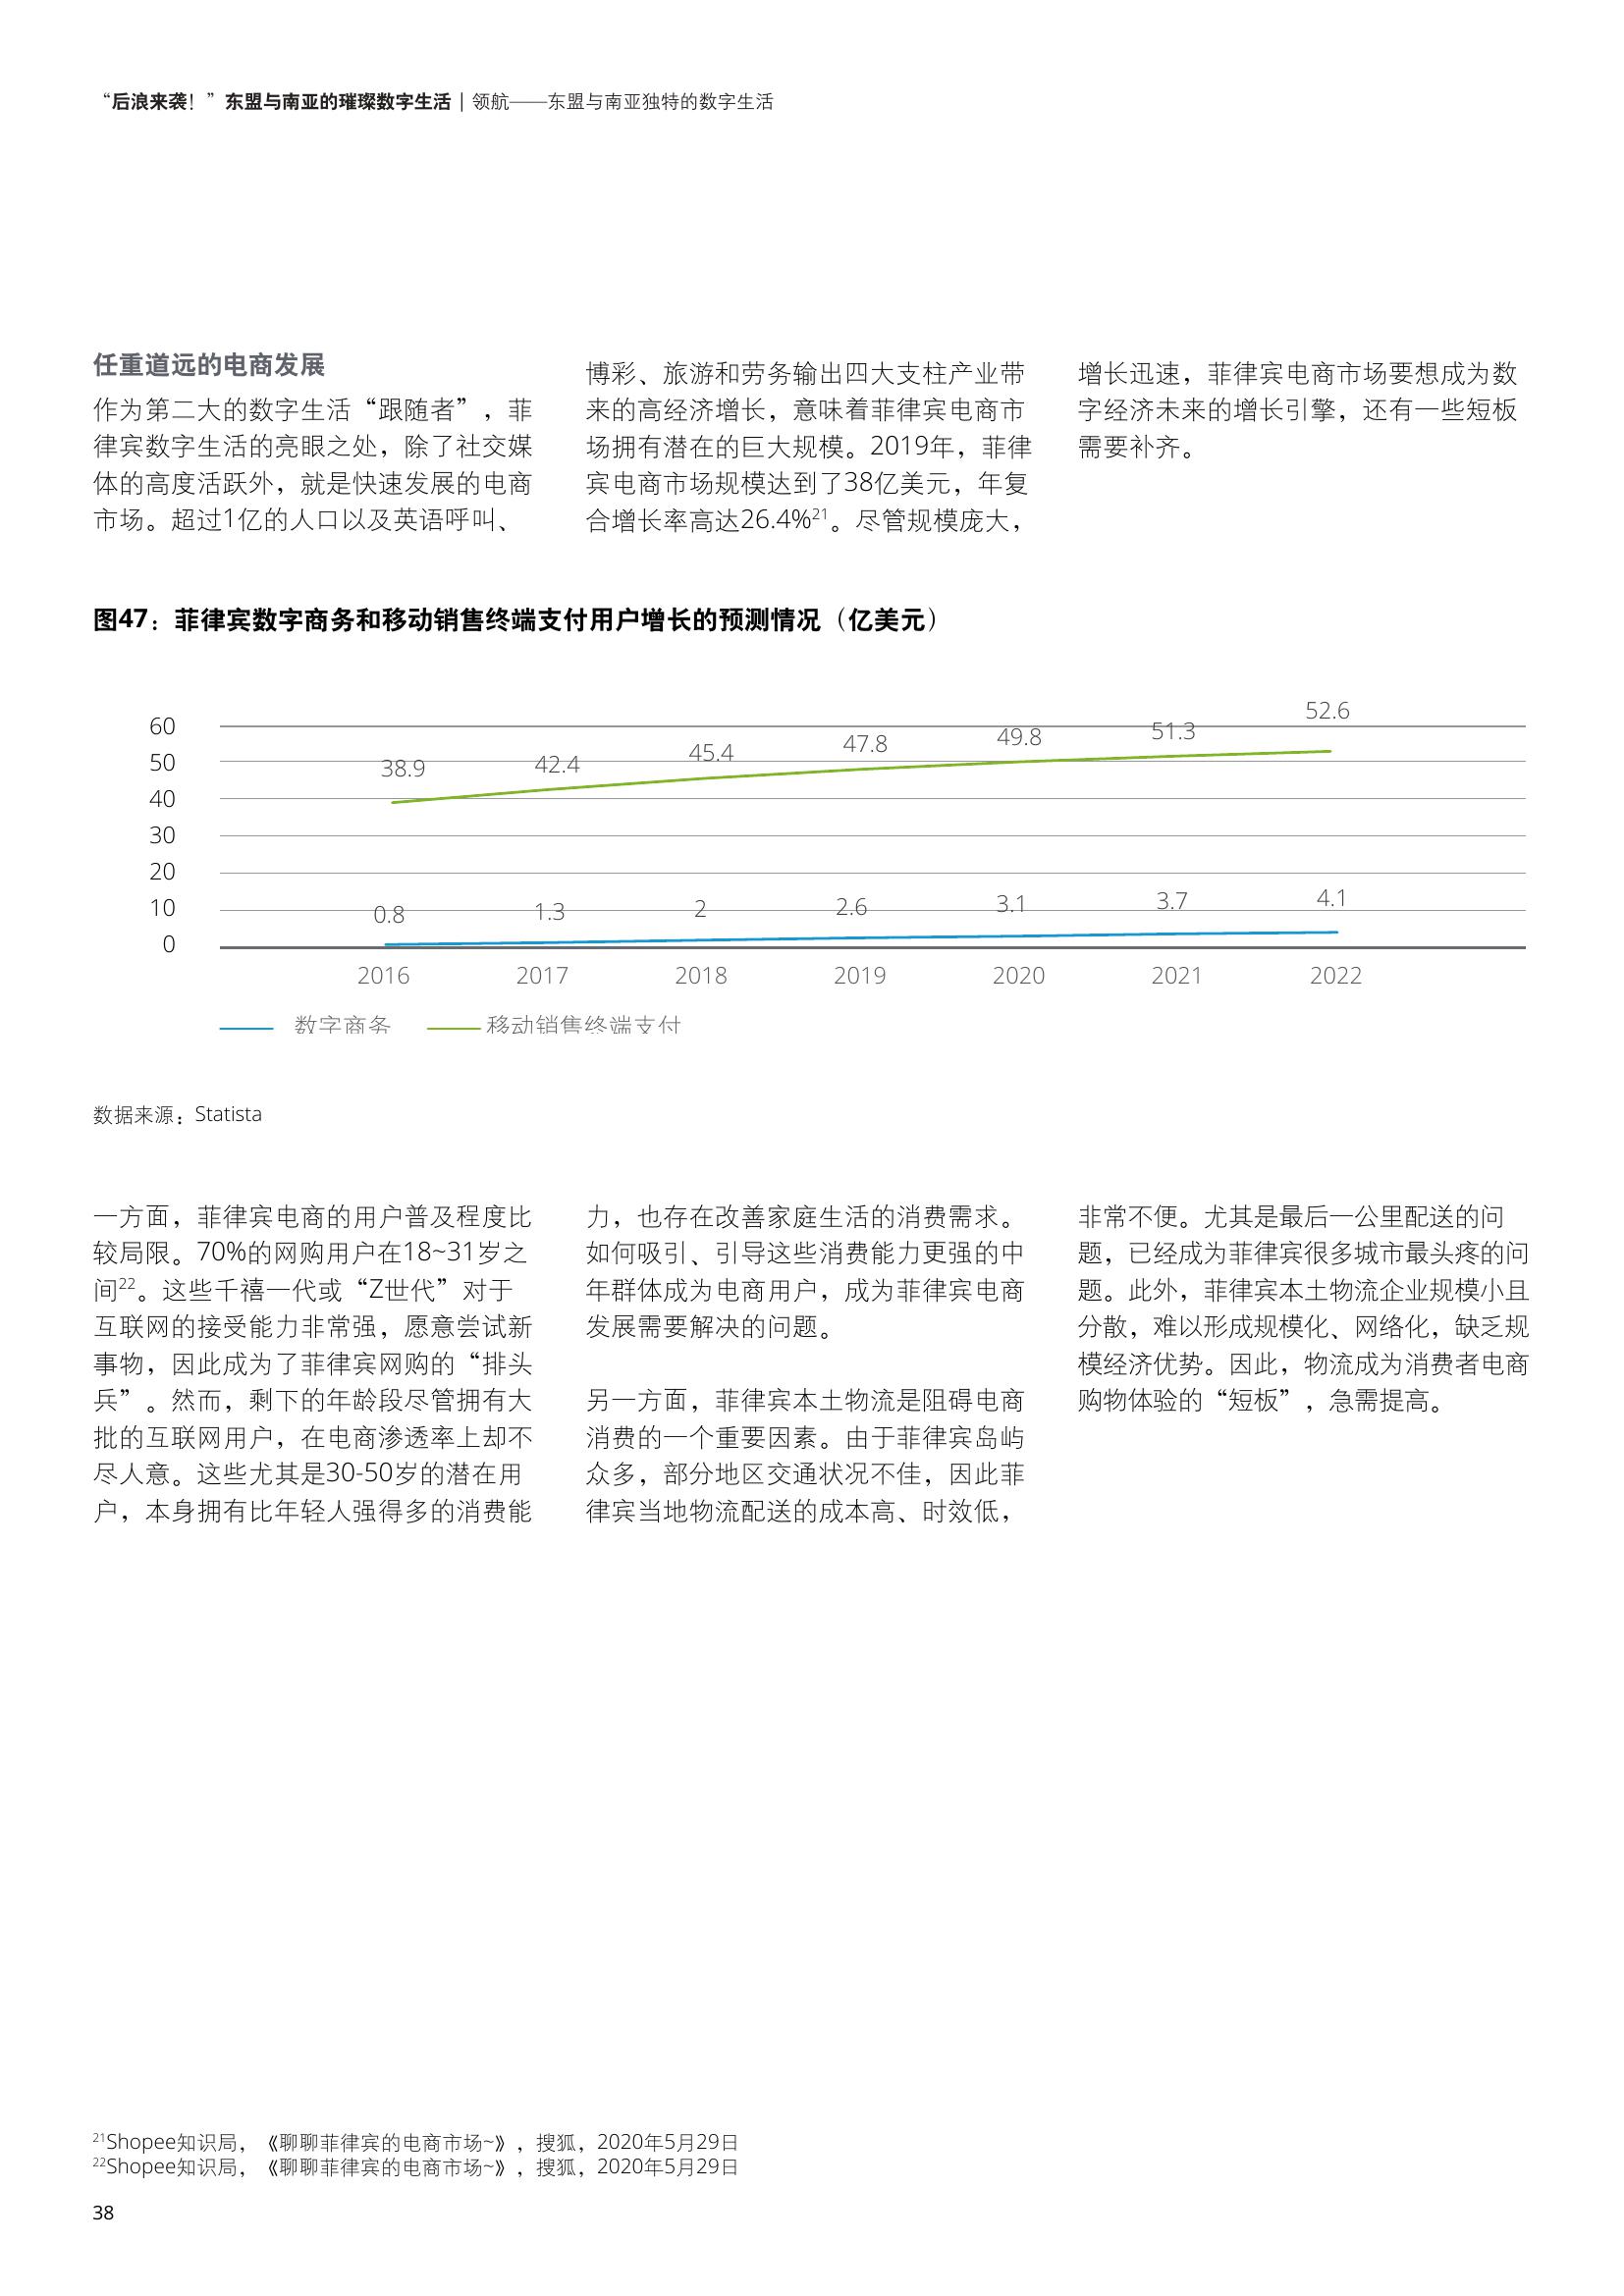 “后浪来袭！”东盟与南亚的璀璨数字生活 | 领航——东盟与南亚独特的数字生活
任重道远的电商发展
作为第二大的数字生活“跟随者”，菲
律宾数字生活的亮眼之处，除了社交媒
体的高度活跃外，就是快速发展的电商
市场。超过1亿的人口以及英语呼叫、
博彩、旅游和劳务输出四大支柱产业带
来的高经济增长，意味着菲律宾电商市
场拥有潜在的巨大规模。2019年，菲律
宾电商市场规模达到了38亿美元，年复
合增长率高达26.4%21。尽管规模庞大，
增长迅速，菲律宾电商市场要想成为数
字经济未来的增长引擎，还有一些短板
需要补齐。
图47：菲律宾数字商务和移动销售终端支付用户增长的预测情况（亿美元）
60
50
40
30
20
10
0
38.9 42.4 45.4 47.8 49.8 51.3 52.6
0.8 1.3 2 2.6 3.1 3.7 4.1
2016 2017 2018 2019 2020 2021 2022
数字商务 移动销售终端支付
数据来源：Statista
一方面，菲律宾电商的用户普及程度比
较局限。70%的网购用户在18~31岁之
间22。这些千禧一代或“Z世代”对于
互联网的接受能力非常强，愿意尝试新
事物，因此成为了菲律宾网购的“排头
兵”。然而，剩下的年龄段尽管拥有大
批的互联网用户，在电商渗透率上却不
尽人意。这些尤其是30-50岁的潜在用
户，本身拥有比年轻人强得多的消费能
力，也存在改善家庭生活的消费需求。
如何吸引、引导这些消费能力更强的中
年群体成为电商用户，成为菲律宾电商
发展需要解决的问题。
另一方面，菲律宾本土物流是阻碍电商
消费的一个重要因素。由于菲律宾岛屿
众多，部分地区交通状况不佳，因此菲
律宾当地物流配送的成本高、时效低，
非常不便。尤其是最后一公里配送的问
题，已经成为菲律宾很多城市最头疼的问
题。此外，菲律宾本土物流企业规模小且
分散，难以形成规模化、网络化，缺乏规
模经济优势。因此，物流成为消费者电商
购物体验的“短板”，急需提高。
21Shopee知识局，《聊聊菲律宾的电商市场~》，搜狐，2020年5月29日
22Shopee知识局，《聊聊菲律宾的电商市场~》，搜狐，2020年5月29日
38